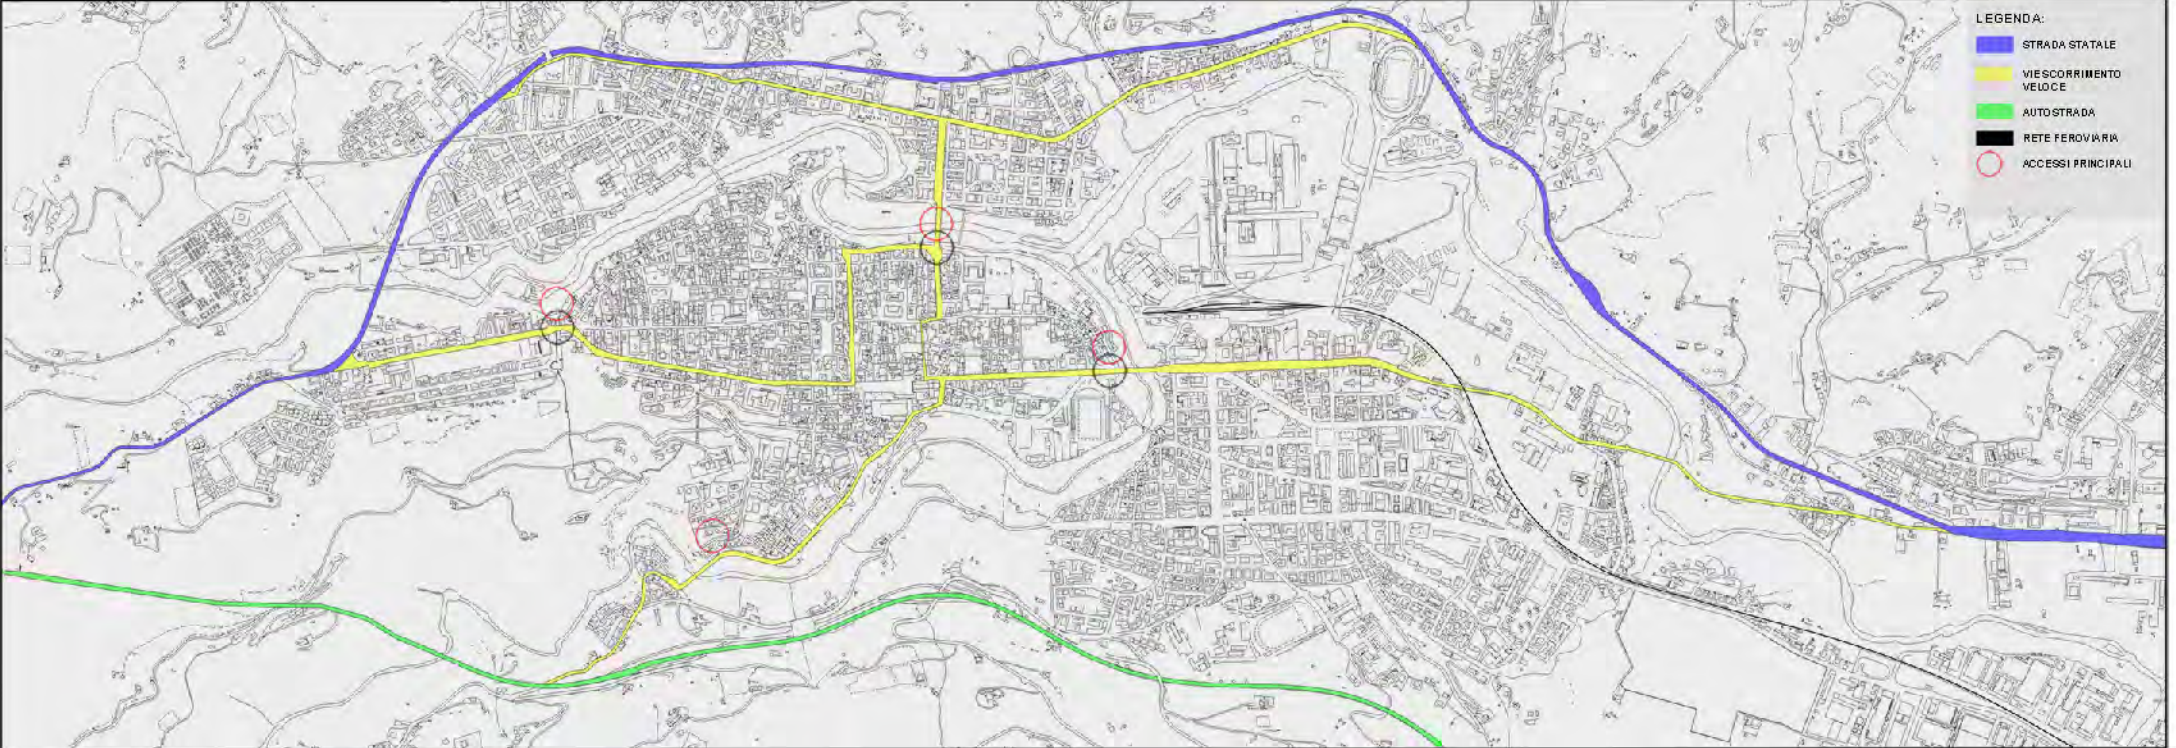 LEGENDA:
STRADA STATALE
VIE SCORRIMENTO
VELOCE
AUTOSTRADA
RETE FEROVIARIA
ACCESSI PRINCIPALI